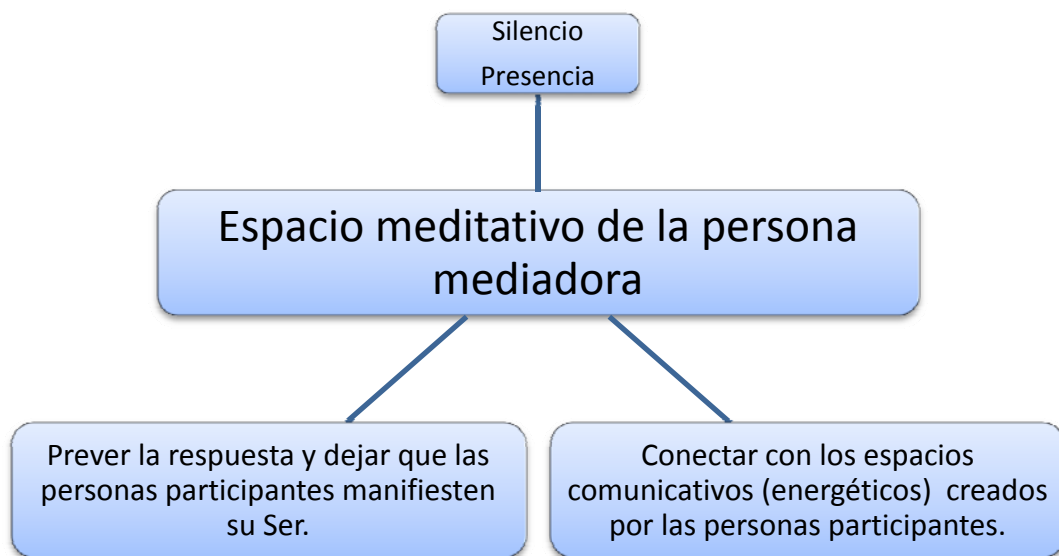 Silencio
Presencia
Espacio meditativo de la persona
mediadora
Prever la respuesta y dejar que las
personas participantes manifiesten
su Ser.
Conectar con los espacios
comunicativos (energéticos) creados
por las personas participantes.